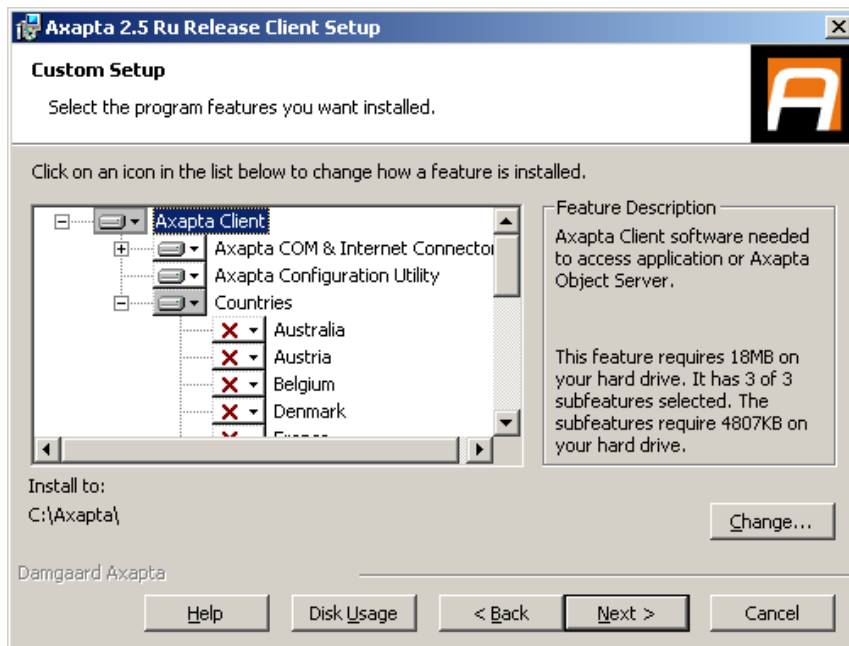 Axapta 2.5 Ru Release Client Setup
Custom Setup
Select the program features you want installed.
Click on an icon in the list below to change how a feature is installed.
Axapta Client
Axapta COM & Internet Connector
Axapta Configuration Utility
Countries
Australia
Austria
Belgium
Denmark
Feature Description
Axapta Client software needed
to access application or Axapta
Object Server.
This feature requires 18MB on
your hard drive. It has 3 of 3
subfeatures selected. The
subfeatures require 4807KB on
your hard drive.
Install to:
C:\Axapta\
Change...
Damgaard Axapta
Help
Disk Usage
< Back
Next >
Cancel